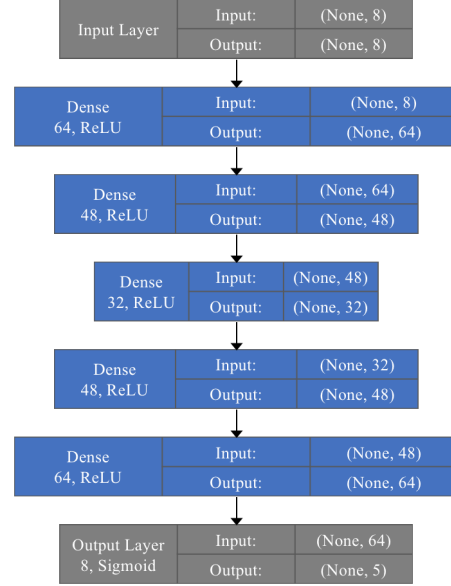 Input Layer
Input: (None, 8)
Output: (None, 8)
Dense
64, ReLU
Input: (None, 8)
Output: (None, 64)
Dense
48, ReLU
Input: (None, 64)
Output: (None, 48)
Dense
32, ReLU
Input: (None, 48)
Output: (None, 32)
Dense
48, ReLU
Input: (None, 32)
Output: (None, 48)
Dense
64, ReLU
Input: (None, 48)
Output: (None, 64)
Output Layer
8, Sigmoid
Input: (None, 64)
Output: (None, 5)